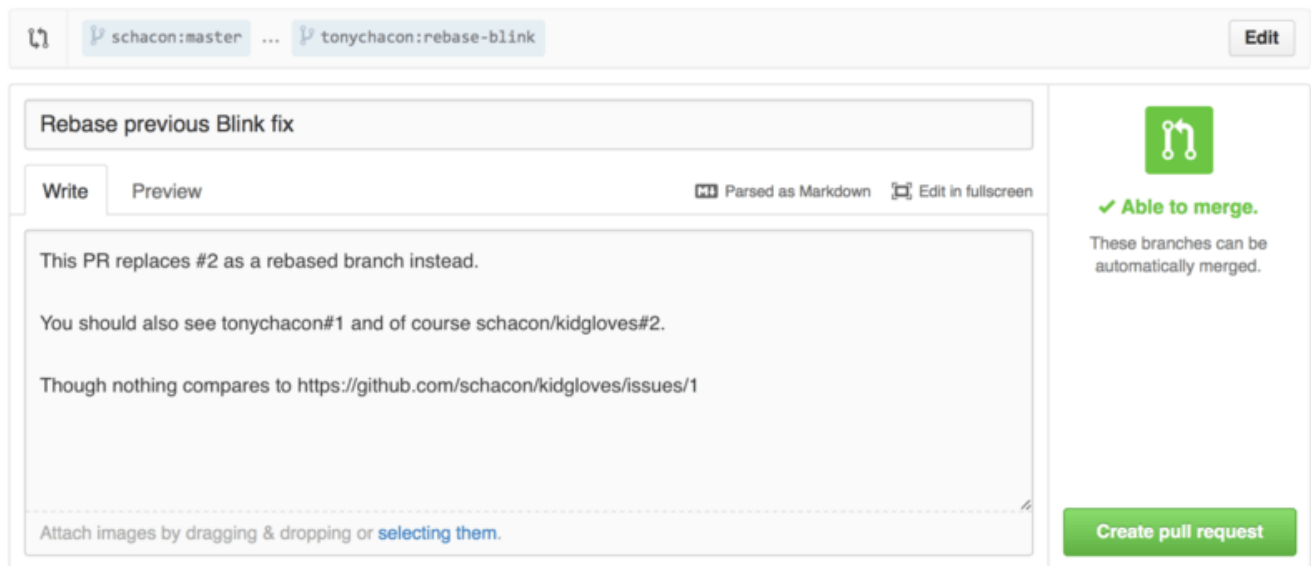 schacon:master ... tonychacon:rebase-blink Edit
Rebase previous Blink fix
Write Preview Parsed as Markdown Edit in fullscreen
This PR replaces #2 as a rebased branch instead.
You should also see tonychacon#1 and of course schacon/kidgloves#2.
Though nothing compares to https://github.com/schacon/kidgloves/issues/1
Attach images by dragging & dropping or selecting them.
Able to merge.
These branches can be
automatically merged.
Create pull request